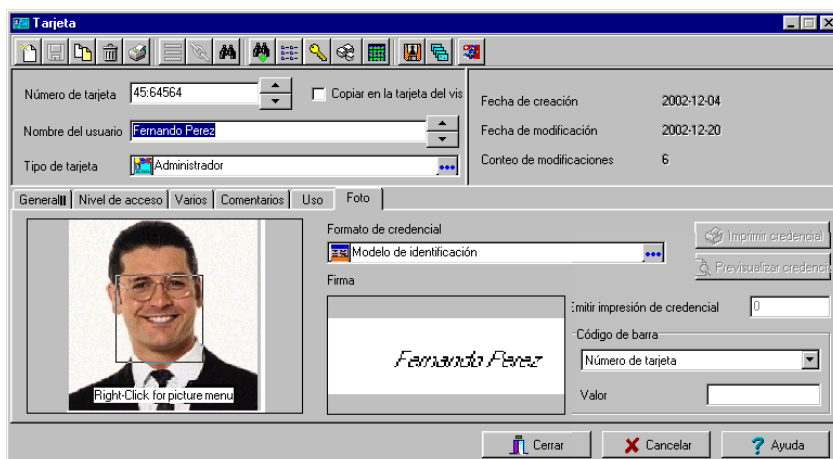 Tarjeta
Número de tarjeta 45:64564 Copiar en la tarjeta del vis
Nombre del usuario Fernando Perez
Tipo de tarjeta Administrador
Fecha de creación 2002-12-04
Fecha de modificación 2002-12-20
Conteo de modificaciones 6
General Nivel de acceso Varios Comentarios Uso Foto
Right-Click for picture menu
Formato de credencial
Modelo de identificación
Firma
Fernando Perez
Imprimir credencial
Previsualizar credencia
Emitir impresión de credencial 0
Código de barra
Número de tarjeta
Valor
Cerrar Cancelar Ayuda